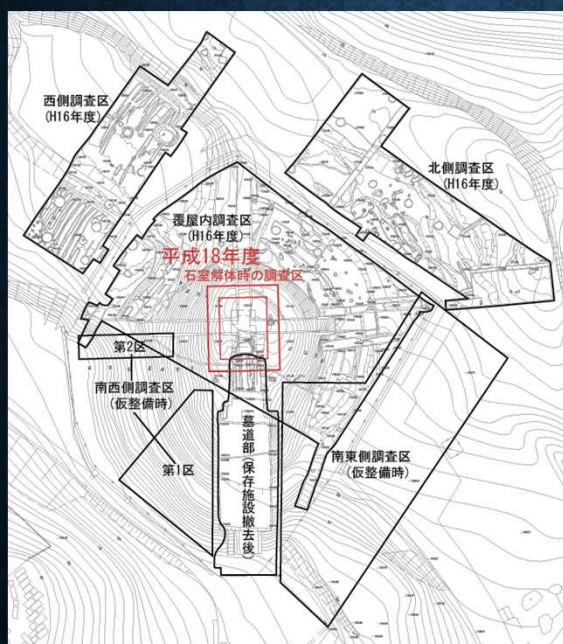 西側調査区
(H16年度)
北側調査区
(H16年度)
覆屋内調査区
(H16年度)
平成18年度
石室解体時の調査区
第2区
南西側調査区
(仮整備時)
第1区
墓道部(保存施設撤去後)
南東側調査区
(仮整備時)